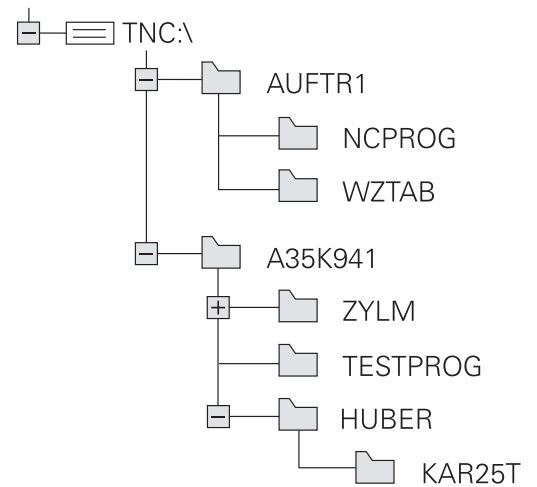 TNC:\
AUFTR1
NCPROG
WZTAB
A35K941
ZYLM
TESTPROG
HUBER
KAR25T